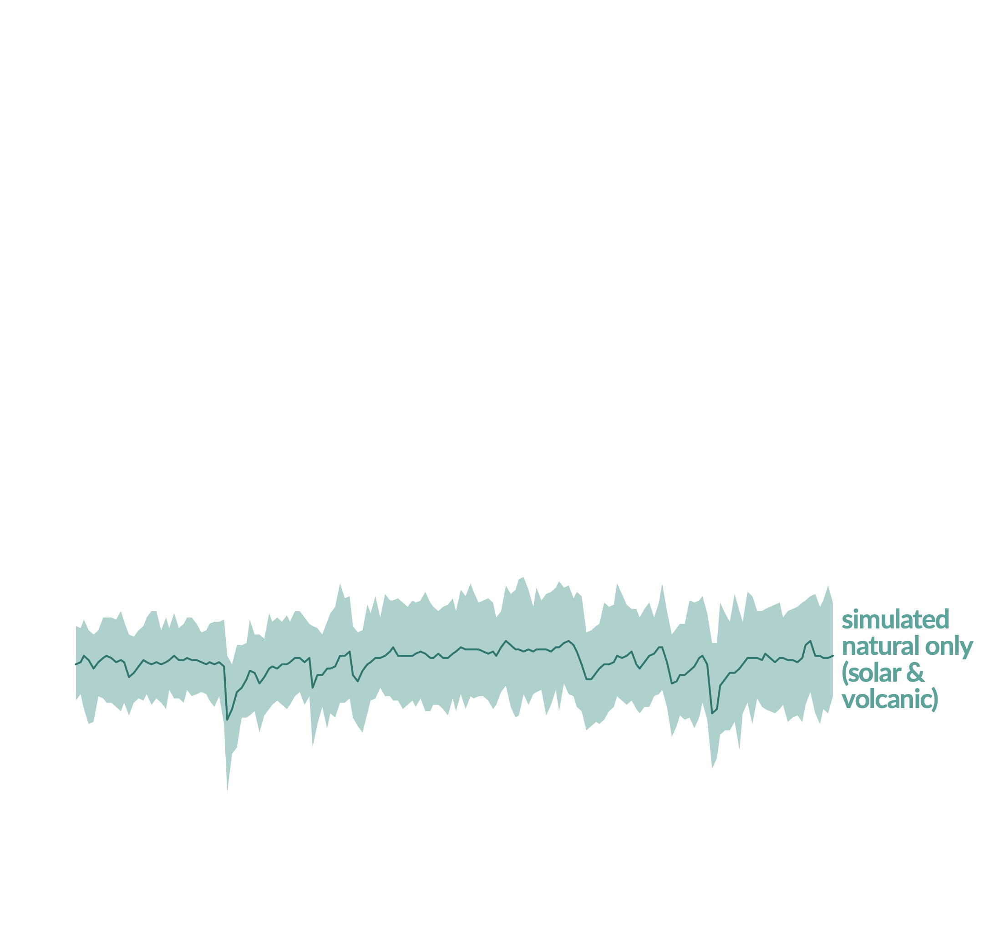 simulated
natural only
(solar &
volcanic)